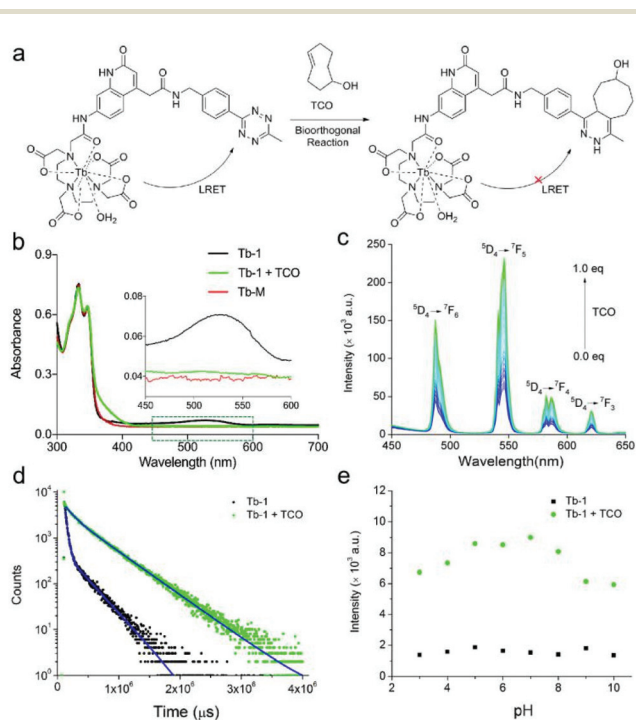 a
TCO
Bioorthogonal
Reaction
LRET
LRET
O
HN
O
N
H
NH
O
O
O
N
N
N
N
N
N
N
N
Tb
O
O
O
O
O
O
OH2
OH
OH
O
HN
O
N
H
NH
O
O
O
N
N
N
N
N
N
H
Tb
O
O
O
O
O
O
OH2
b
Absorbance
0.9
0.6
0.3
0.0
300 400 500 600 700
Wavelength (nm)
Tb-1
Tb-1 + TCO
Tb-M
0.08
0.06
0.04
450 500 550 600
c
Intensity (× 10³ a.u.)
250
200
150
100
50
0
450 500 550 600 650
Wavelength(nm)
⁵D₄→⁷F₅
⁵D₄→⁷F₆
⁵D₄→⁷F₄
⁵D₄→⁷F₃
1.0 eq
TCO
0.0 eq
d
Counts
10⁴
10³
10²
10¹
10⁰
0 1x10⁶ 2x10⁶ 3x10⁶ 4x10⁶
Time (μs)
Tb-1
Tb-1 + TCO
e
Intensity (× 10³ a.u.)
12
10
8
6
4
2
0
2 4 6 8 10
pH
Tb-1
Tb-1 + TCO